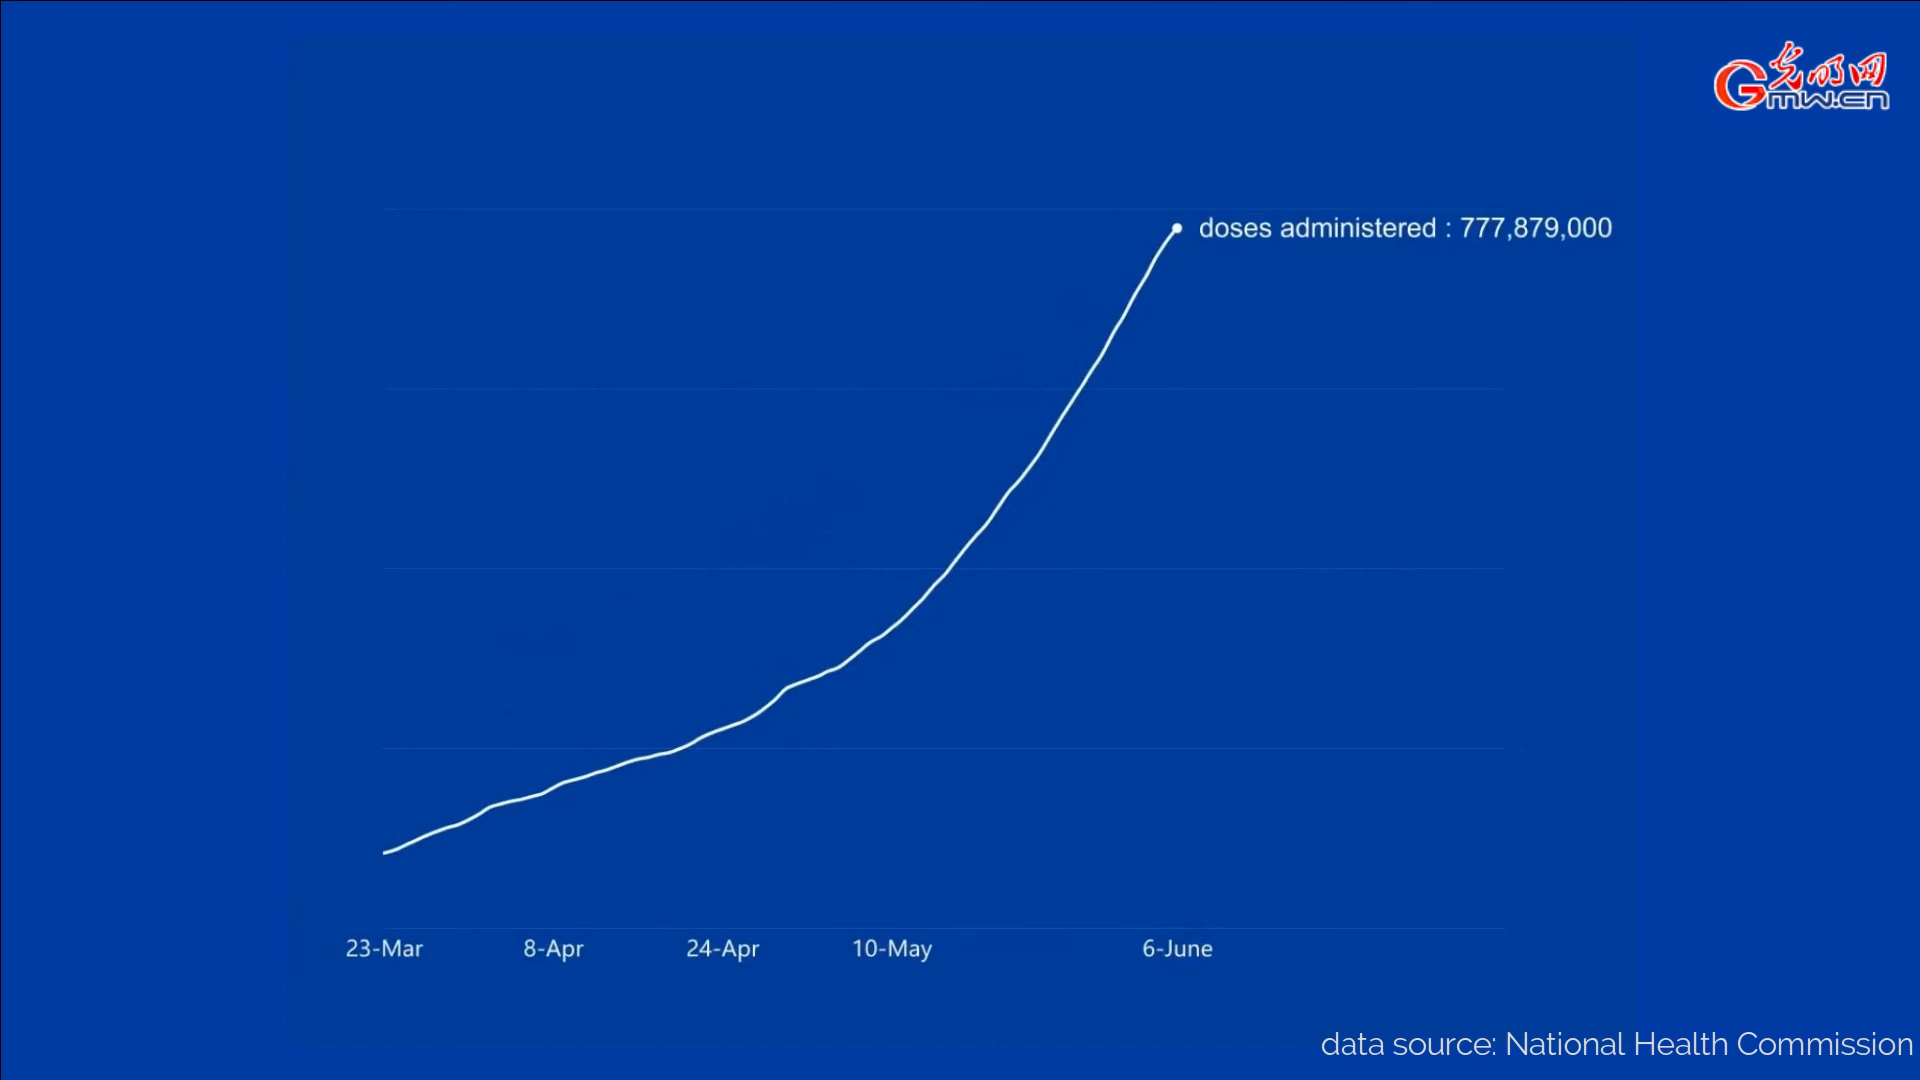 光明网
GMW.CN
doses administered : 777,879,000
23-Mar 8-Apr 24-Apr 10-May 6-June
data source: National Health Commission